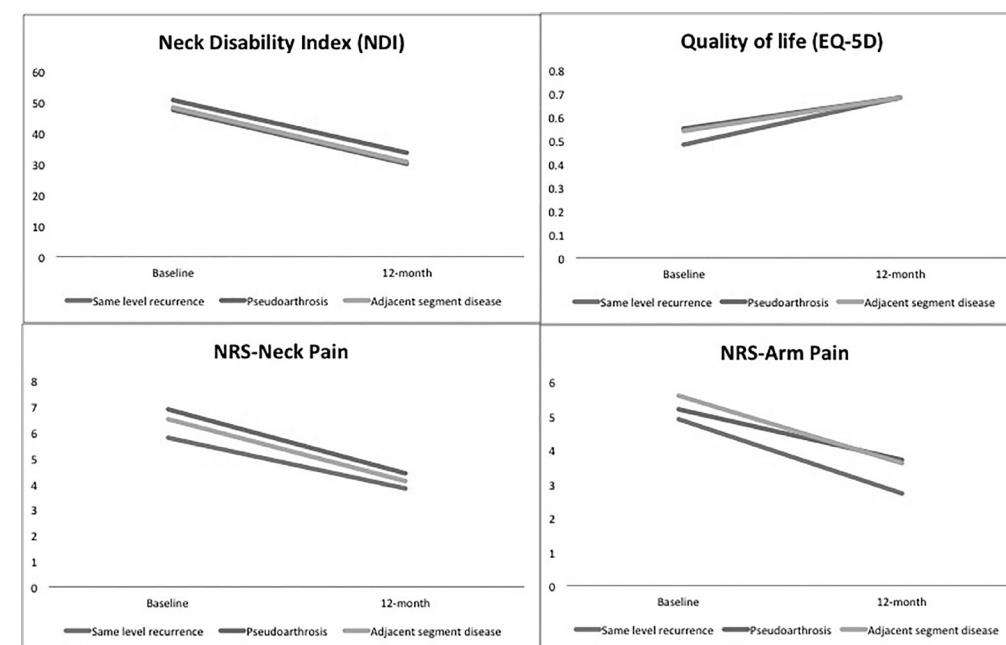 Neck Disability Index (NDI)
60
50
40
30
20
10
0
Baseline 12-month
Same level recurrence Pseudoarthrosis Adjacent segment disease
Quality of life (EQ-5D)
0.8
0.7
0.6
0.5
0.4
0.3
0.2
0.1
0
Baseline 12-month
Same level recurrence Pseudoarthrosis Adjacent segment disease
NRS-Neck Pain
8
7
6
5
4
3
2
1
0
Baseline 12-month
Same level recurrence Pseudoarthrosis Adjacent segment disease
NRS-Arm Pain
6
5
4
3
2
1
0
Baseline 12-month
Same level recurrence Pseudoarthrosis Adjacent segment disease